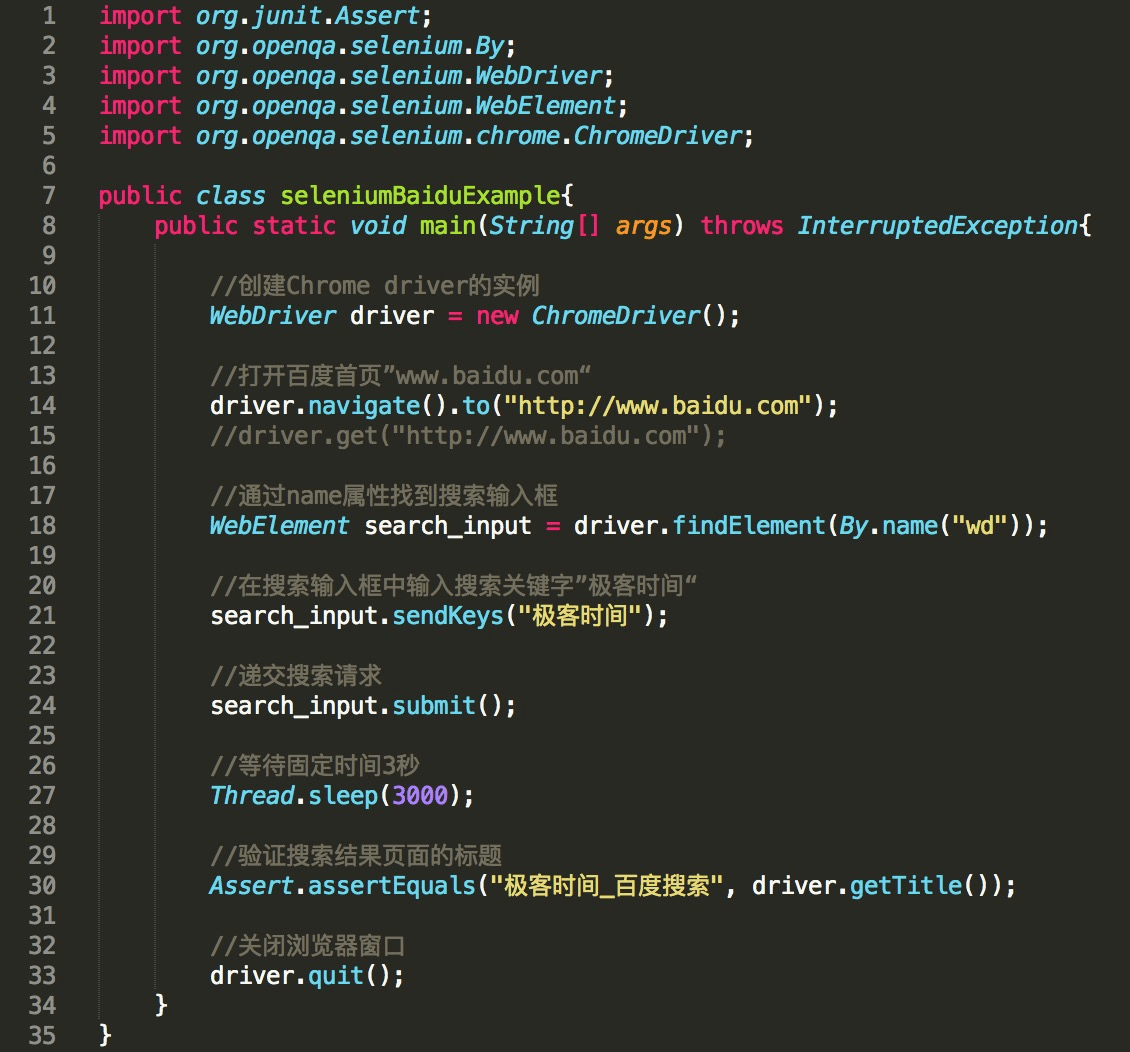 1 import org.junit.Assert;
2 import org.openqa.selenium.By;
3 import org.openqa.selenium.WebDriver;
4 import org.openqa.selenium.WebElement;
5 import org.openqa.selenium.chrome.ChromeDriver;
6
7 public class seleniumBaiduExample{
8     public static void main(String[] args) throws InterruptedException{
9
10         //创建Chrome driver的实例
11         WebDriver driver = new ChromeDriver();
12
13         //打开百度首页”www.baidu.com“
14         driver.navigate().to("http://www.baidu.com");
15         //driver.get("http://www.baidu.com");
16
17         //通过name属性找到搜索输入框
18         WebElement search_input = driver.findElement(By.name("wd"));
19
20         //在搜索输入框中输入搜索关键字”极客时间“
21         search_input.sendKeys("极客时间");
22
23         //递交搜索请求
24         search_input.submit();
25
26         //等待固定时间3秒
27         Thread.sleep(3000);
28
29         //验证搜索结果页面的标题
30         Assert.assertEquals("极客时间_百度搜索", driver.getTitle());
31
32         //关闭浏览器窗口
33         driver.quit();
34     }
35 }